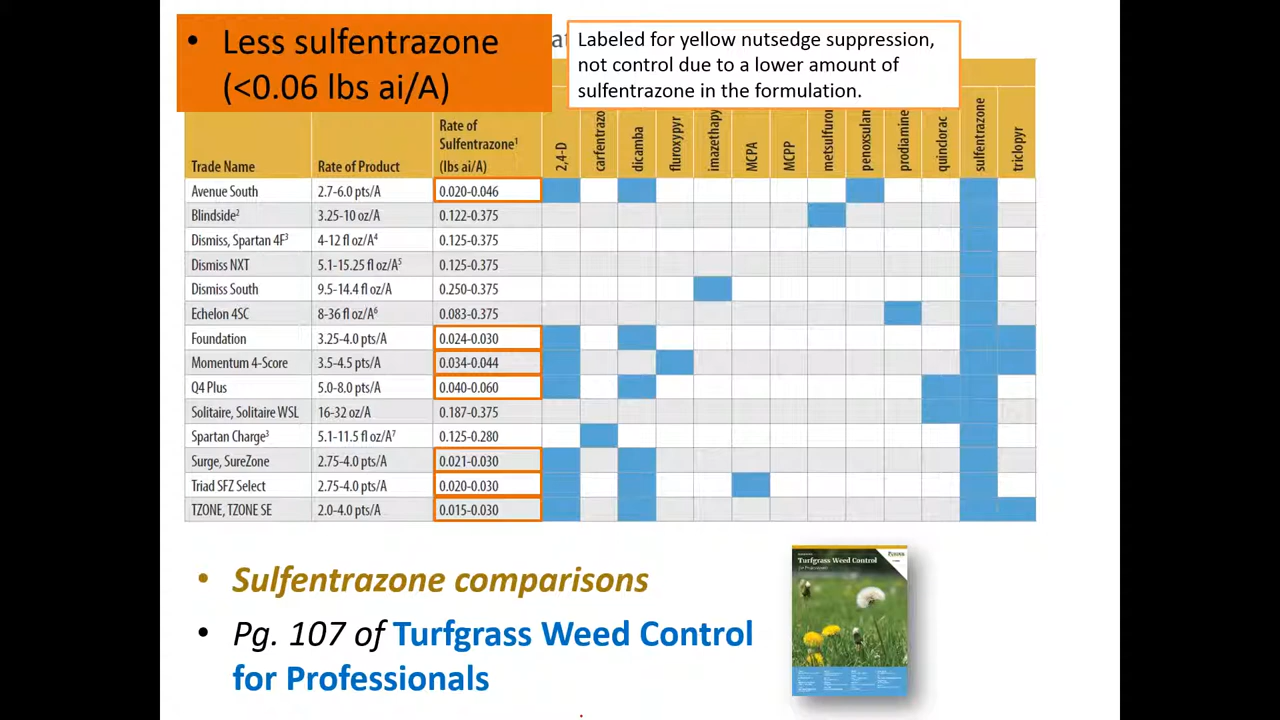 • Less sulfentrazone
(<0.06 lbs ai/A)
Labeled for yellow nutsedge suppression,
not control due to a lower amount of
sulfentrazone in the formulation.
Trade Name Rate of Product Rate of Sulfentrazone¹ (lbs ai/A) 2,4-D carfentrazo dicamba fluroxypyr imazethapy MCPA MCPP metsulfuron penoxsulan prodiamine quindorac sulfentrazone triclopyr
Avenue South 2.7-6.0 pts/A 0.020-0.046
Blindside² 3.25-10 oz/A 0.122-0.375
Dismiss, Spartan 4F³ 4-12 fl oz/A⁴ 0.125-0.375
Dismiss NXT 5.1-15.25 fl oz/A⁵ 0.125-0.375
Dismiss South 9.5-14.4 fl oz/A 0.250-0.375
Echelon 4SC 8-36 fl oz/A⁶ 0.083-0.375
Foundation 3.25-4.0 pts/A 0.024-0.030
Momentum 4-Score 3.5-4.5 pts/A 0.034-0.044
Q4 Plus 5.0-8.0 pts/A 0.040-0.060
Solitaire, Solitaire WSL 16-32 oz/A 0.187-0.375
Spartan Charge³ 5.1-11.5 fl oz/A⁷ 0.125-0.280
Surge, SureZone 2.75-4.0 pts/A 0.021-0.030
Triad SFZ Select 2.75-4.0 pts/A 0.020-0.030
TZONE, TZONE SE 2.0-4.0 pts/A 0.015-0.030
• Sulfentrazone comparisons
• Pg. 107 of Turfgrass Weed Control
for Professionals
Turfgrass Weed Control
for Professionals